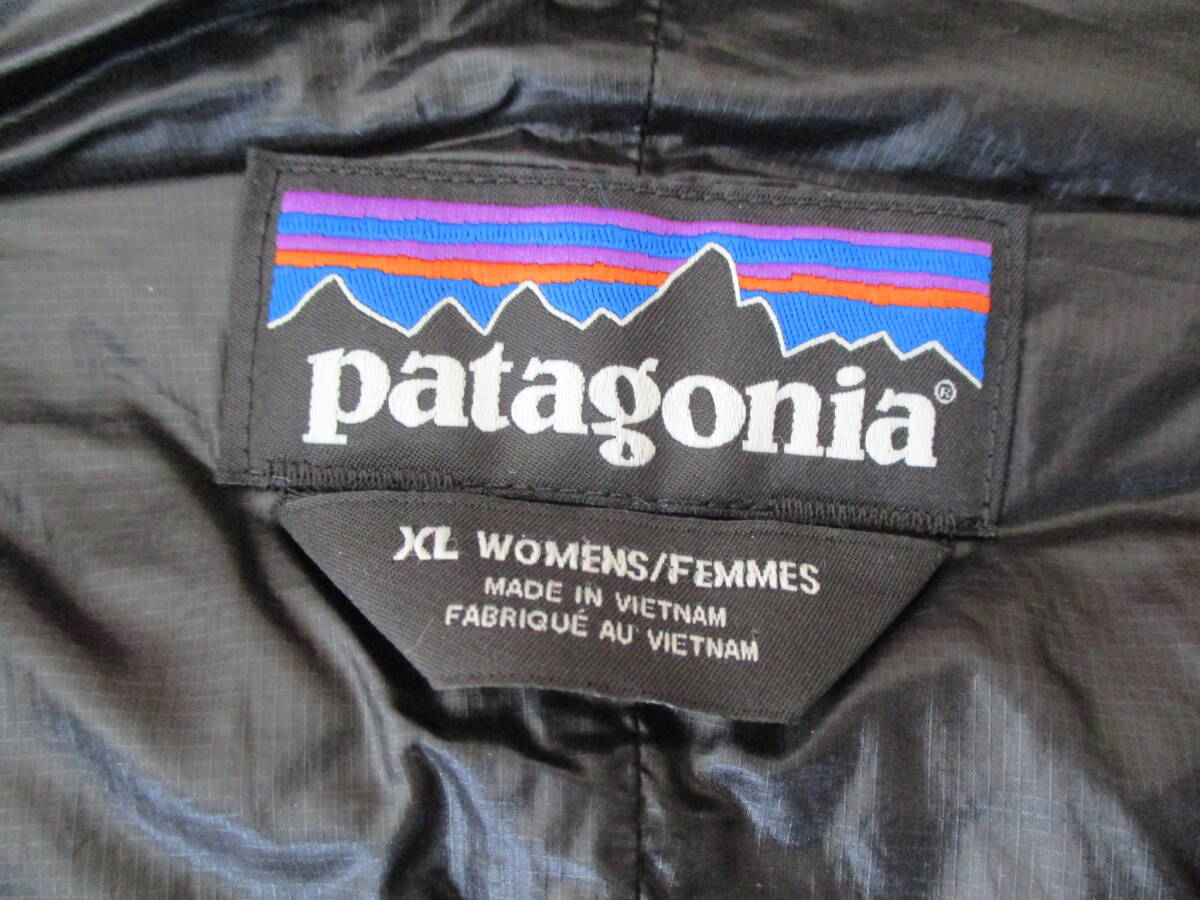 patagonia®
XL WOMENS/FEMMES
MADE IN VIETNAM
FABRIQUÉ AU VIETNAM